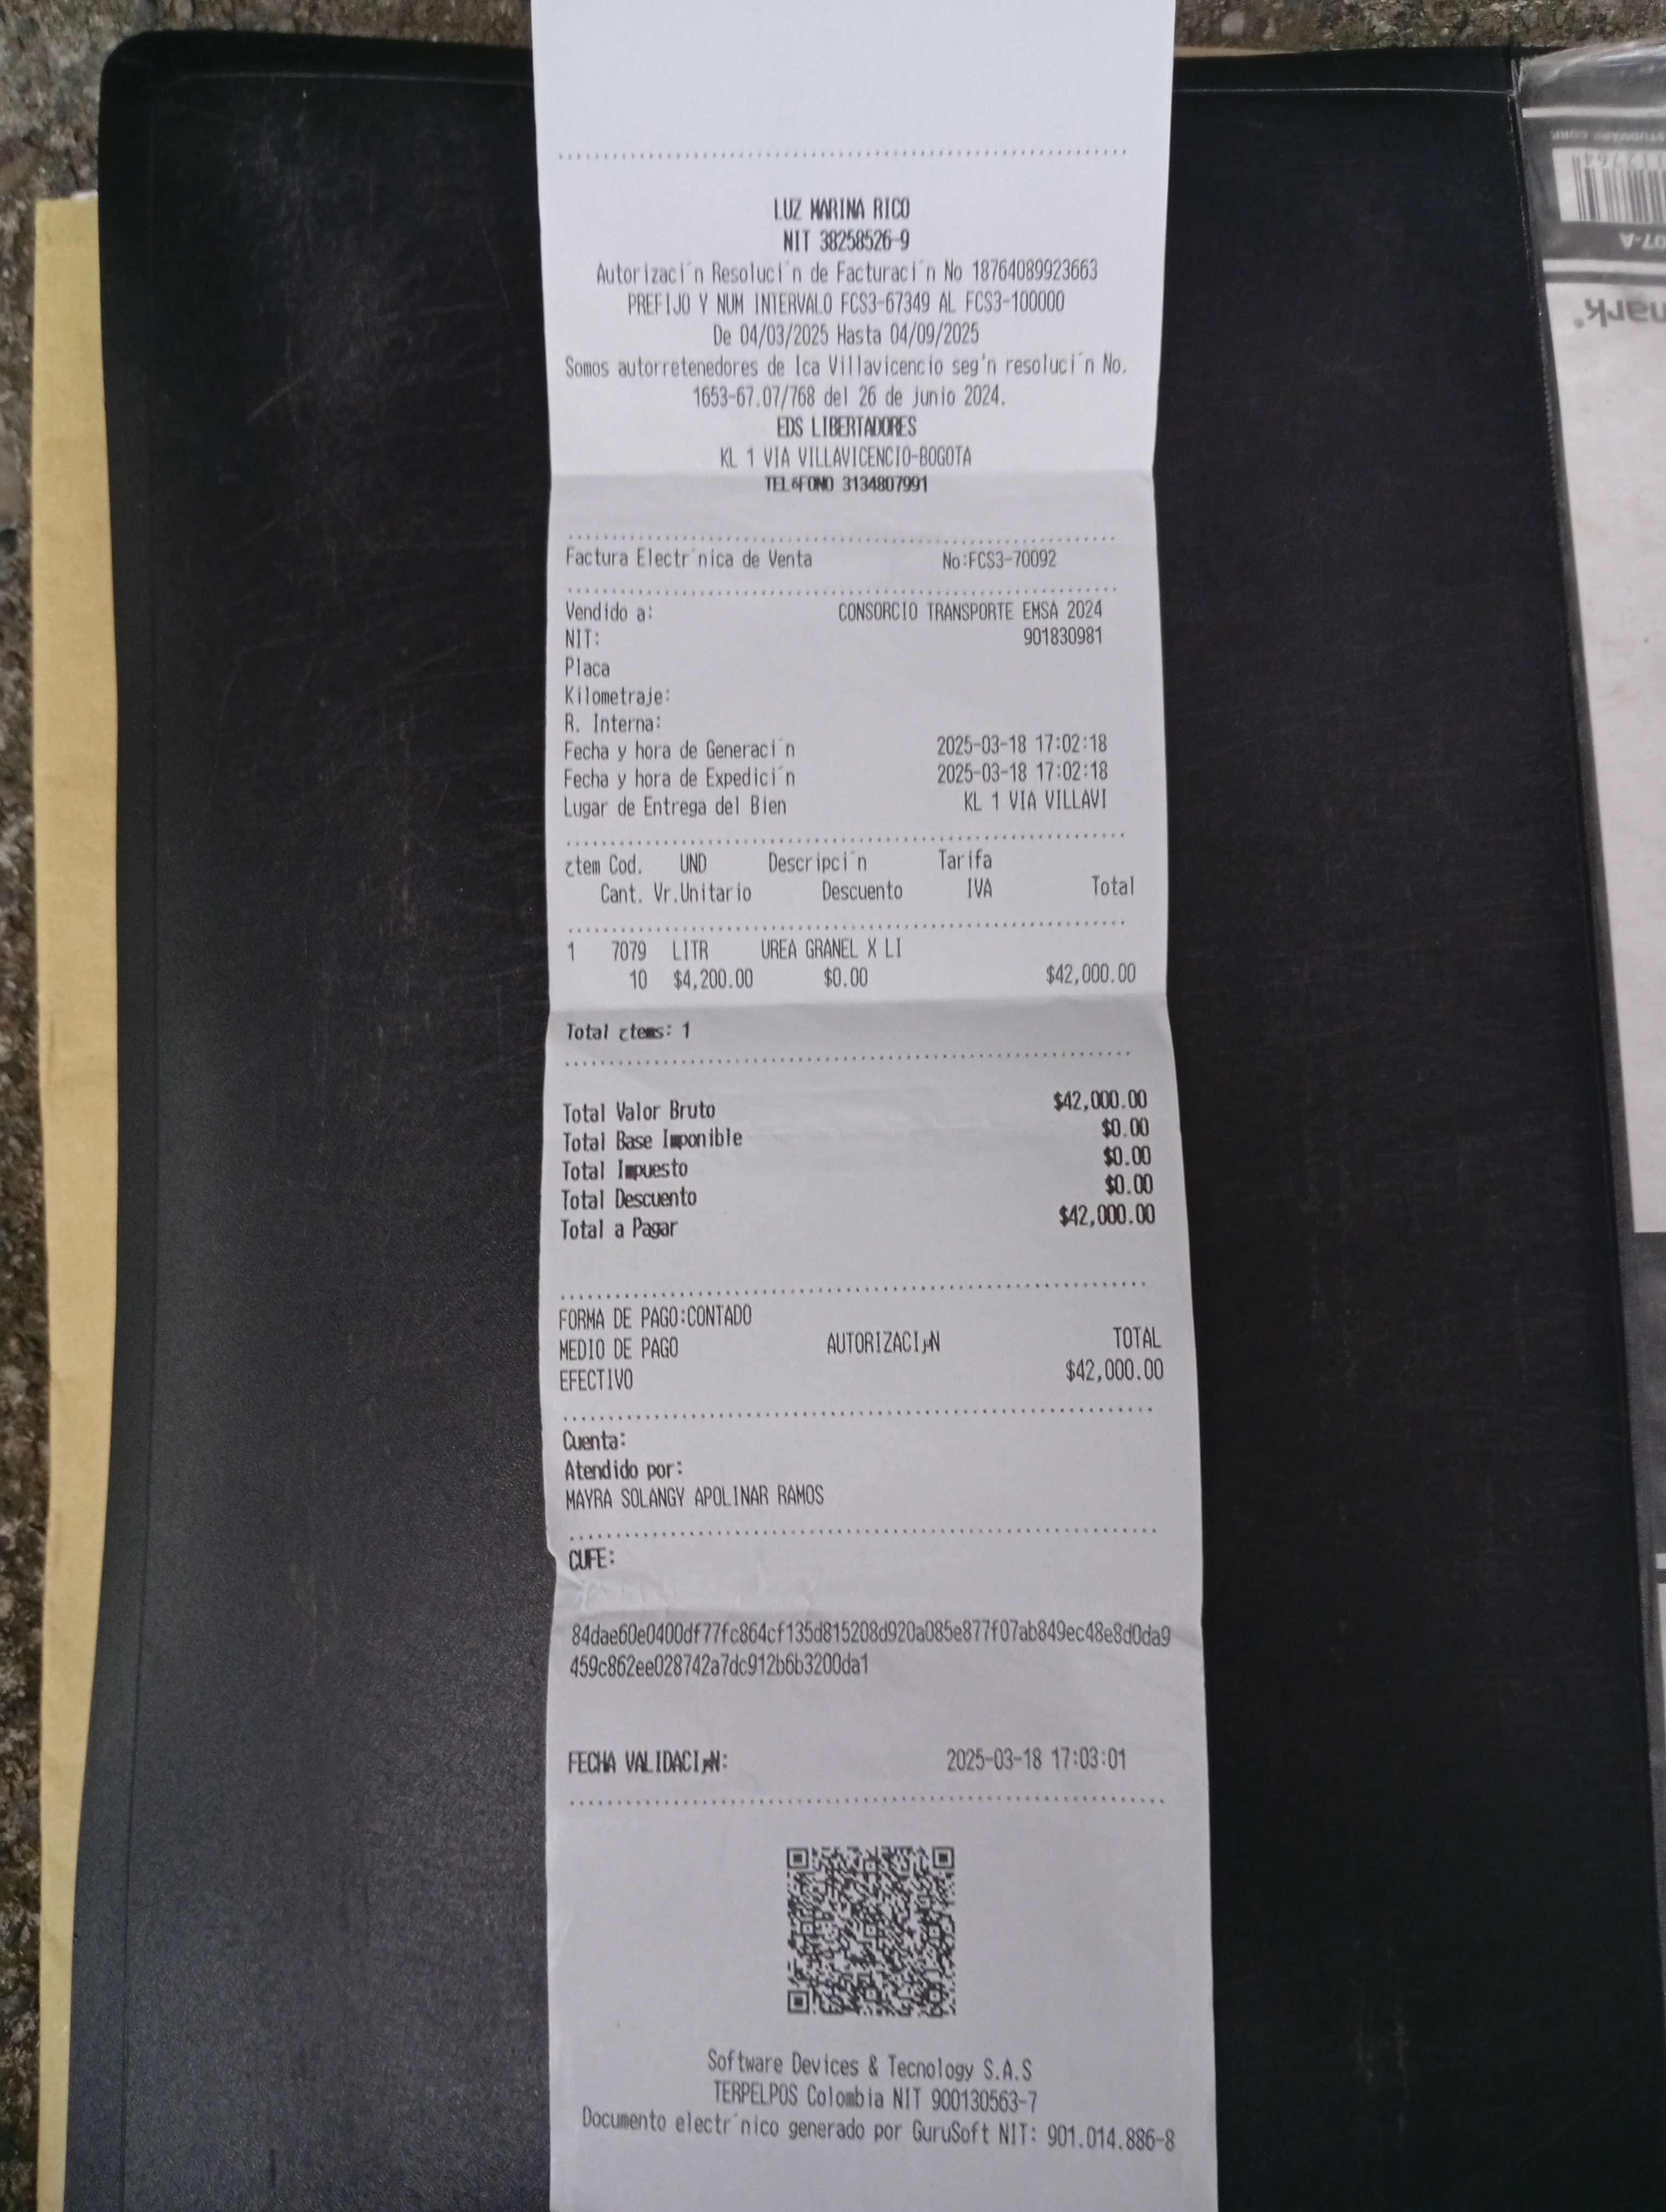 LUZ MARINA RICO
NIT 38258526-9
Autorizaci´n Resoluci´n de Facturaci´n No 18764089923663
PREFIJO Y NUM INTERVALO FCS3-67349 AL FCS3-100000
De 04/03/2025 Hasta 04/09/2025
Somos autorretenedores de Ica Villavicencio seg'n resoluci´n No.
1653-67.07/768 del 26 de junio 2024.
EDS LIBERTADORES
KL 1 VIA VILLAVICENCIO-BOGOTA
TEL6FONO 3134807991
Factura Electr´nica de Venta No:FCS3-70092
Vendido a: CONSORCIO TRANSPORTE EMSA 2024
NIT: 901830981
Placa
Kilometraje:
R. Interna:
Fecha y hora de Generaci´n 2025-03-18 17:02:18
Fecha y hora de Expedici´n 2025-03-18 17:02:18
Lugar de Entrega del Bien KL 1 VIA VILLAVI
ctem Cod. UND Descripci´n Tarifa
Cant. Vr.Unitario Descuento IVA Total
1 7079 LITR UREA GRANEL X LI
10 $4,200.00 $0.00 $42,000.00
Total ctems: 1
Total Valor Bruto $42,000.00
Total Base Imponible $0.00
Total Impuesto $0.00
Total Descuento $0.00
Total a Pagar $42,000.00
FORMA DE PAGO:CONTADO
MEDIO DE PAGO AUTORIZACI¡N TOTAL
EFECTIVO $42,000.00
Cuenta:
Atendido por:
MAYRA SOLANGY APOLINAR RAMOS
CUFE:
84dae60e0400df77fc864cf135d815208d920a085e877f07ab849ec48e8d0da9
459c862ee028742a7dc912b6b3200da1
FECHA VALIDACI¡N: 2025-03-18 17:03:01
Software Devices & Tecnology S.A.S
TERPELPOS Colombia NIT 900130563-7
Documento electr´nico generado por GuruSoft NIT: 901.014.886-8
STUDMARK CORP
07-A
mark®